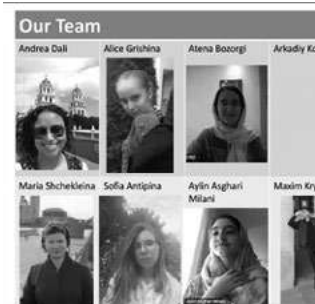 Our Team
Andrea Dali
Alice Grishina
Atena Bozorgi
Arkadiy
Maria Shchekleina
Sofia Antipina
Aylin Asghari
Milani
Maxim